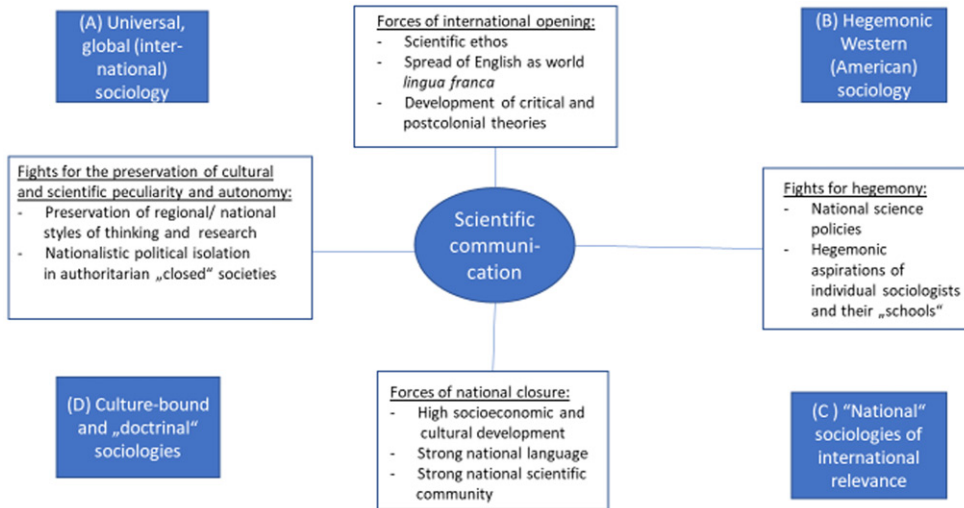 (A) Universal,
global (inter-
national)
sociology
Forces of international opening:
- Scientific ethos
- Spread of English as world
lingua franca
- Development of critical and
postcolonial theories
(B) Hegemonic
Western
(American)
sociology
Fights for the preservation of cultural
and scientific peculiarity and autonomy:
- Preservation of regional/ national
styles of thinking and research
- Nationalistic political isolation
in authoritarian „closed“ societies
Scientific
communi-
cation
Fights for hegemony:
- National science
policies
- Hegemonic
aspirations of
individual sociologists
and their „schools“
(D) Culture-bound
and „doctrinal“
sociologies
Forces of national closure:
- High socioeconomic and
cultural development
- Strong national language
- Strong national scientific
community
(C ) “National“
sociologies of
international
relevance